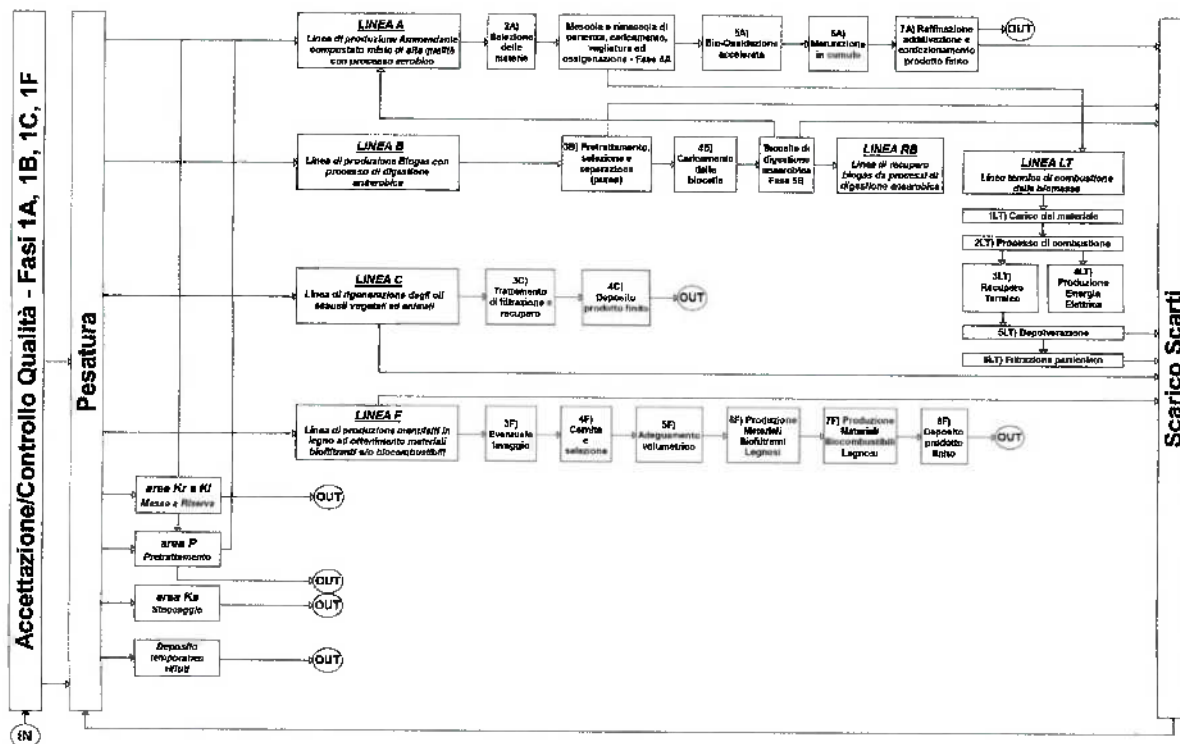 Accettazione/Controllo Qualità - Fasi 1A, 1B, 1C, 1F
IN
Pesatura
LINEA A
Linea di produzione Ammendante
compostato misto di alta qualità
con processo aerobico
2A)
Selezione
delle
materie
Mescola e rimescola di
partenza, caricamento,
vagliatura ed
ossigenazione - Fase 4A
5A)
Bio-Ossidazione
accelerata
6A)
Maturazione
in cumulo
7A) Raffinazione
additivazione e
confezionamento
prodotto finito
OUT
LINEA B
Linea di produzione Biogas con
processo di digestione
anaerobica
3B) Pretrattamento,
selezione e
separazione
4B)
Caricamento
delle
biocelle
Biocelle di
digestione
anaerobica
Fase 5B
LINEA RB
Linea di recupero
biogas da processi di
digestione anaerobica
LINEA LT
Linea termica di combustione
delle biomasse
1LT) Carico del materiale
2LT) Processo di combustione
3LT)
Recupero
Termico
4LT)
Produzione
Energia
Elettrica
5LT) Depolverazione
6LT) Filtrazione
LINEA C
Linea di rigenerazione degli oli
esausti vegetali ed animali
3C)
Trattamento
di filtrazione e
recupero
4C)
Deposito
prodotto finito
OUT
LINEA F
Linea di produzione
legno ad ottenimento materiali
biofiltranti e/o biocombustibili
3F)
Eventuale
lavaggio
4F)
Cernita
e
selezione
5F)
Adeguamento
volumetrico
6F) Produzione
Materiali
Biofiltranti
Legnosi
7F) Produzione
Materiali
Biocombustibili
Legnosi
8F)
Deposito
prodotto
finito
OUT
area Kr e Ki
Messa a Riserva
OUT
area P
Pretrattamento
OUT
area Ks
Stoccaggio
OUT
Deposito
temporaneo
rifiuti
OUT
Scarico Scarti